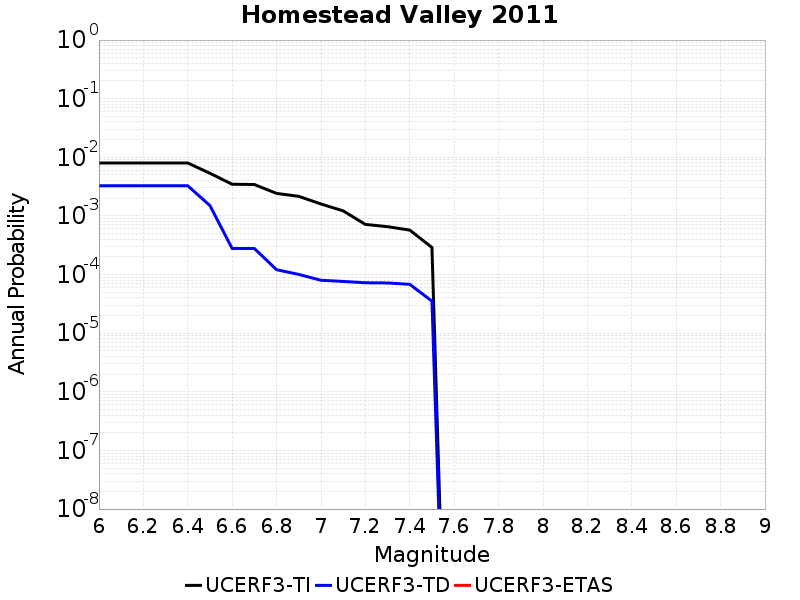 Homestead Valley 2011
10^0
10^-1
10^-2
10^-3
10^-4
10^-5
10^-6
10^-7
10^-8
Annual Probability
6 6.2 6.4 6.6 6.8 7 7.2 7.4 7.6 7.8 8 8.2 8.4 8.6 8.8 9
Magnitude
UCERF3-TI UCERF3-TD UCERF3-ETAS